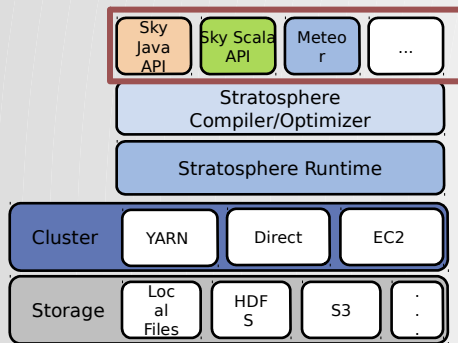 Sky
Java
API
Sky Scala
API
Meteo
r
...
Stratosphere
Compiler/Optimizer
Stratosphere Runtime
Cluster
YARN
Direct
EC2
Storage
Loc
al
Files
HDF
S
S3
.
.
.